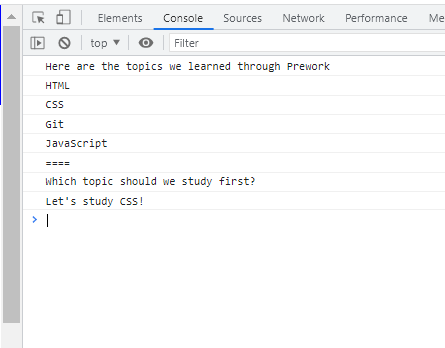 Elements Console Sources Network Performance Me
top Filter
Here are the topics we learned through Prework
HTML
CSS
Git
JavaScript
====
Which topic should we study first?
Let's study CSS!
>